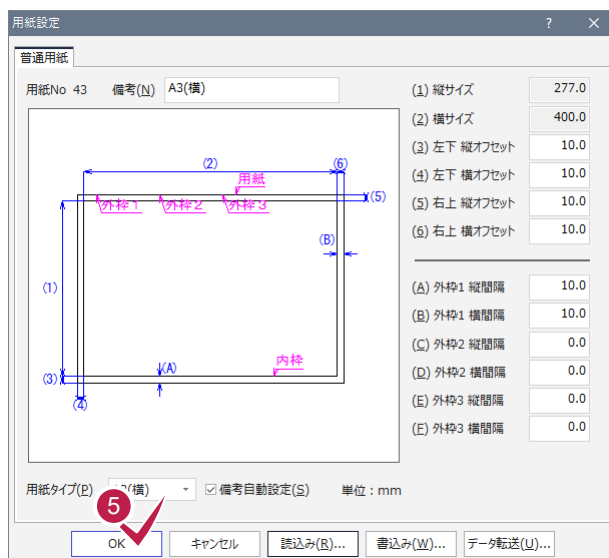 用紙設定 ? ×
普通用紙
用紙No 43 備考(N) A3(横)
(1) 縦サイズ 277.0
(2) 横サイズ 400.0
(3) 左下 縦オフセット 10.0
(4) 左下 横オフセット 10.0
(5) 右上 縦オフセット 10.0
(6) 右上 横オフセット 10.0
(A) 外枠1 縦間隔 10.0
(B) 外枠1 横間隔 10.0
(C) 外枠2 縦間隔 0.0
(D) 外枠2 横間隔 0.0
(E) 外枠3 縦間隔 0.0
(F) 外枠3 横間隔 0.0
(2) (6)
用紙
(5)
外枠1 外枠2 外枠3
(B)
(1)
内枠
(A)
(3)
(4)
用紙タイプ(P) A3(横) 備考自動設定(S) 単位：mm
5
OK キャンセル 読込み(R)... 書込み(W)... データ転送(U)...